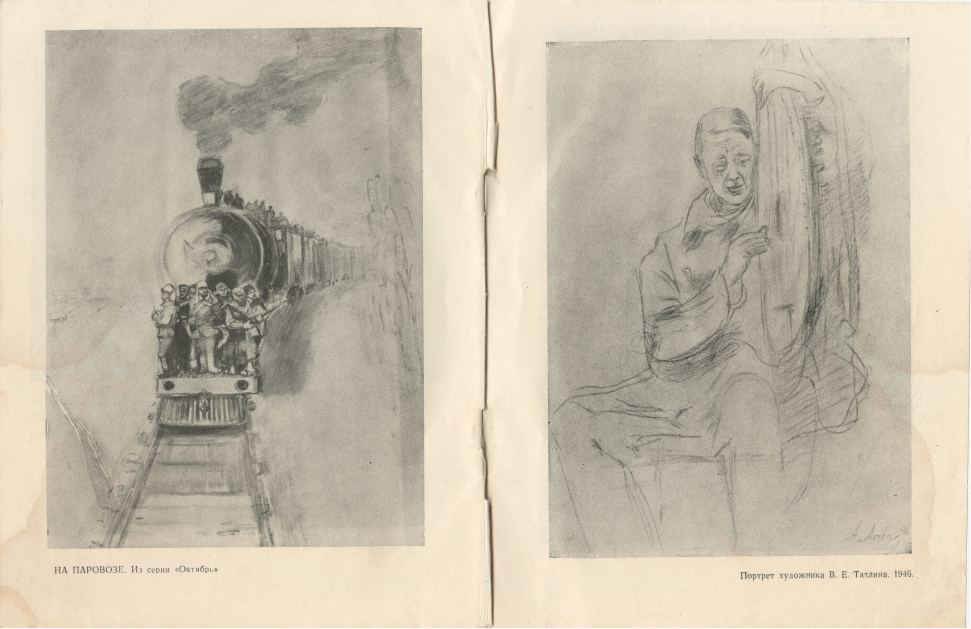 НА ПАРОВОЗЕ. Из серии «Октябрь»
Портрет художника В. Е. Татлина. 1946.